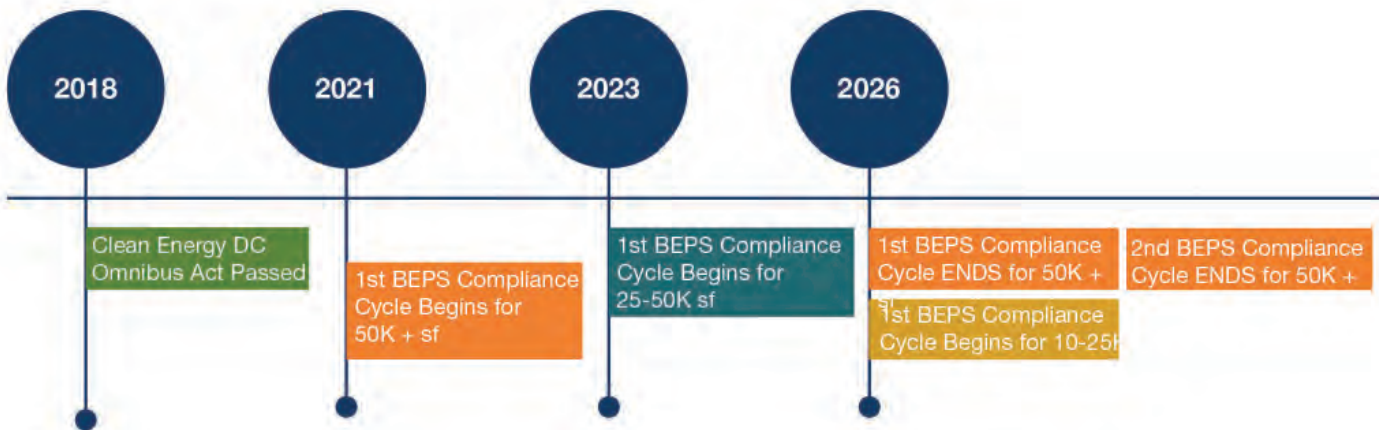 2018
2021
2023
2026
Clean Energy DC
Omnibus Act Passed
1st BEPS Compliance
Cycle Begins for
50K + sf
1st BEPS Compliance
Cycle Begins for
25-50K sf
1st BEPS Compliance
Cycle ENDS for 50K +
sf
1st BEPS Compliance
Cycle Begins for 10-25K
2nd BEPS Compliance
Cycle ENDS for 50K +